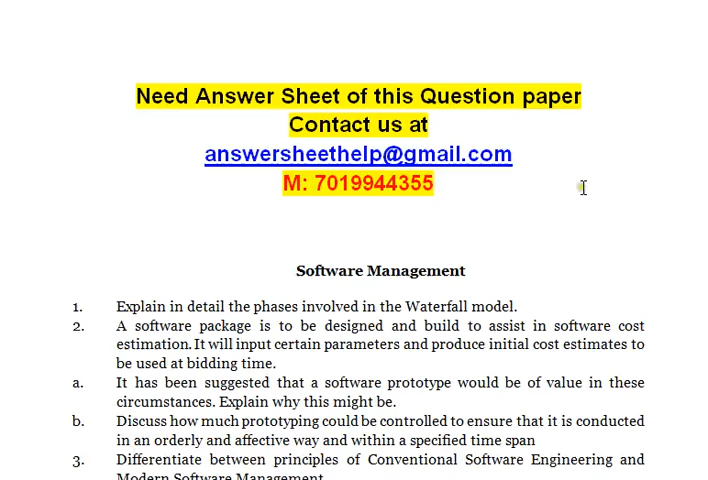 Need Answer Sheet of this Question paper
Contact us at
answersheethelp@gmail.com
M: 7019944355
Software Management
1. Explain in detail the phases involved in the Waterfall model.
2. A software package is to be designed and build to assist in software cost
estimation. It will input certain parameters and produce initial cost estimates to
be used at bidding time.
a. It has been suggested that a software prototype would be of value in these
circumstances. Explain why this might be.
b. Discuss how much prototyping could be controlled to ensure that it is conducted
in an orderly and affective way and within a specified time span
3. Differentiate between principles of Conventional Software Engineering and
Modern Software Management